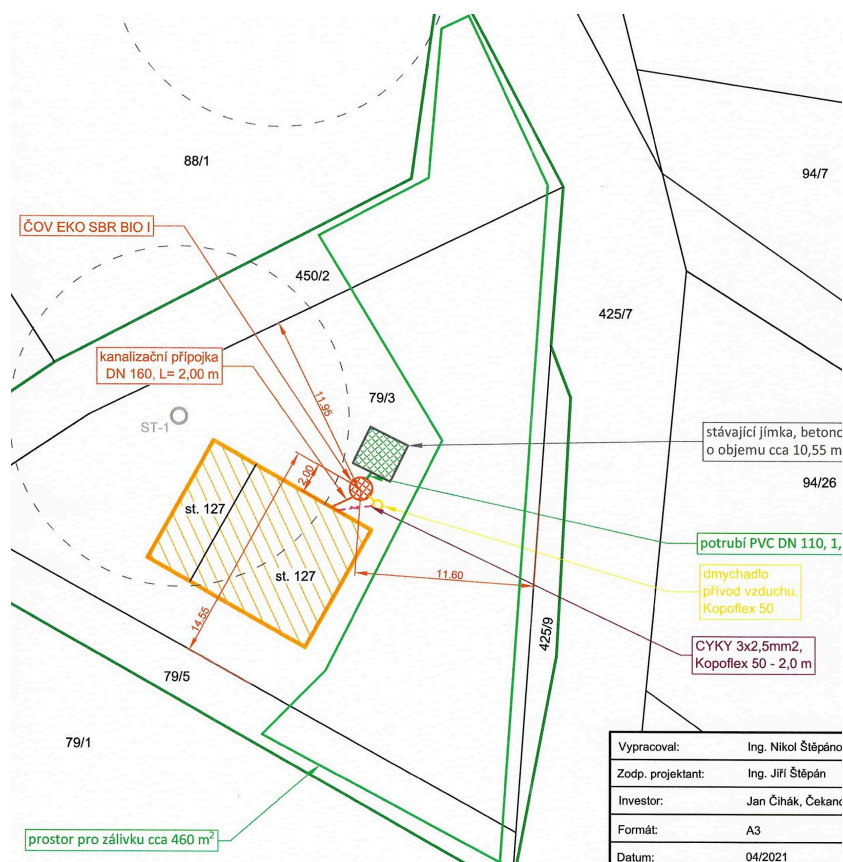 88/1
94/7
ČOV EKO SBR BIO I
450/2
425/7
kanalizační přípojka
DN 160, L= 2,00 m
11.95
79/3
ST-1
stávající jímka,
o objemu cca 10,55
94/26
2.00
st. 127
st. 127
potrubí PVC DN 110,
11.60
dmychadlo
přívod vzduchu,
Kopoflex 50
14.55
425/9
CYKY 3x2,5mm2,
Kopoflex 50 - 2,0 m
79/5
79/1
Vypracoval: Ing. Nikol
Zodp. projektant: Ing. Jiří Štěpán
Investor: Jan Čihák,
Formát: A3
prostor pro zálivku cca 460 m²
Datum: 04/2021